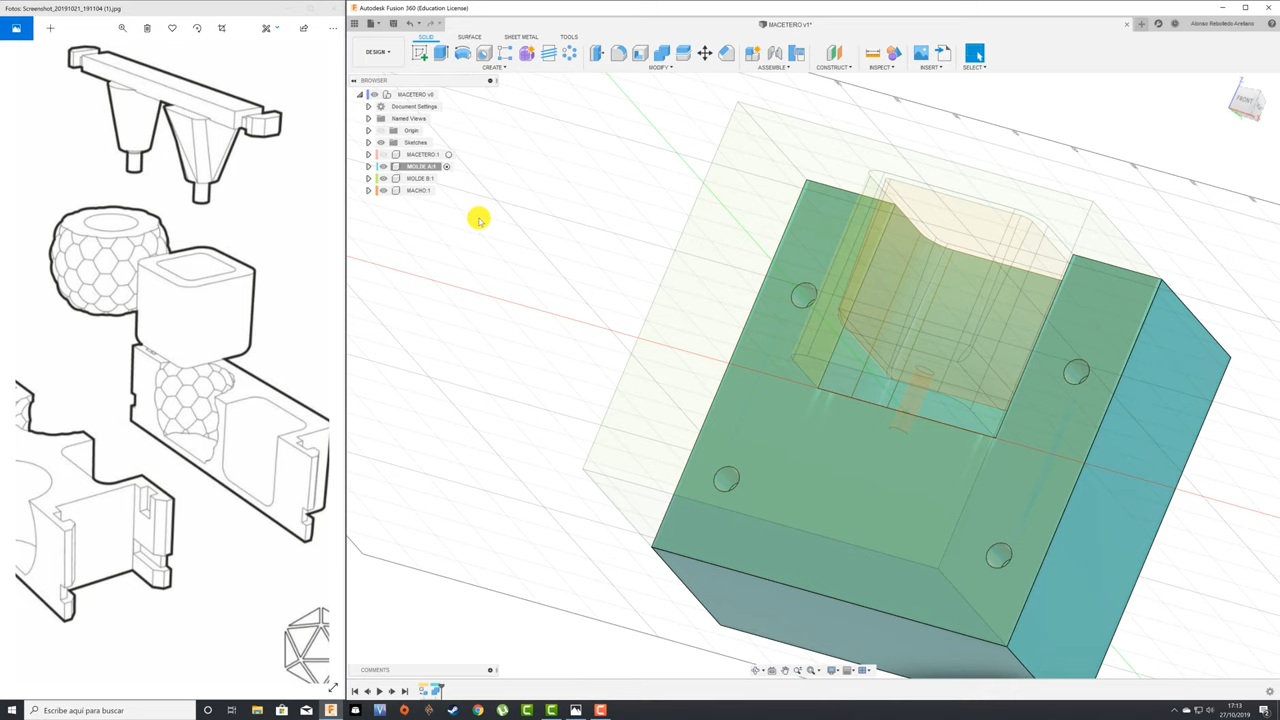 Fotos: Screenshot_20191021_191104 (1).jpg
Autodesk Fusion 360 (Education License)
MACETERO v1*
Alonso Rebolledo Arellano
SOLID
SURFACE
SHEET METAL
TOOLS
DESIGN
CREATE
MODIFY
ASSEMBLE
CONSTRUCT
INSPECT
INSERT
SELECT
BROWSER
MACETERO v0
Document Settings
Named Views
Origin
Sketches
MACETERO:1
MOLDE A:1
MOLDE B:1
MACHO:1
Z
FRONT
COMMENTS
Escribe aquí para buscar
17:13
27/10/2019